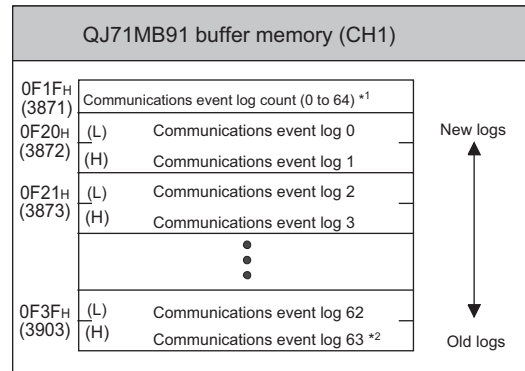 QJ71MB91 buffer memory (CH1)
0F1FH
(3871)
Communications event log count (0 to 64) *1
0F20H
(3872)
(L) Communications event log 0
(H) Communications event log 1
0F21H
(3873)
(L) Communications event log 2
(H) Communications event log 3
0F3FH
(3903)
(L) Communications event log 62
(H) Communications event log 63 *2
New logs
Old logs